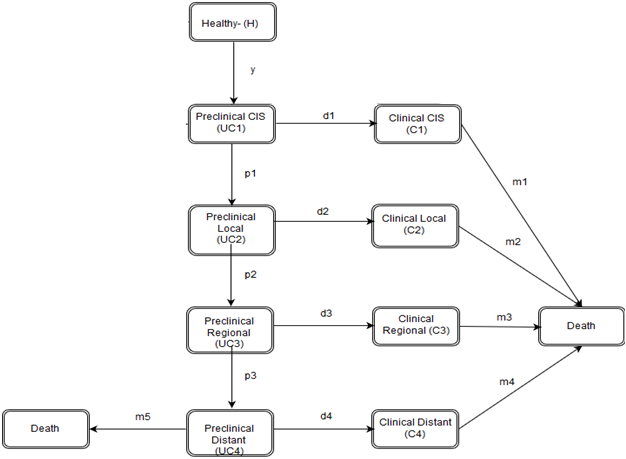 Healthy- (H)
y
Preclinical CIS
(UC1)
d1
Clinical CIS
(C1)
p1
m1
Preclinical
Local
(UC2)
d2
Clinical Local
(C2)
m2
p2
Preclinical
Regional
(UC3)
d3
Clinical
Regional (C3)
m3
Death
p3
m4
Death
m5
Preclinical
Distant
(UC4)
d4
Clinical Distant
(C4)